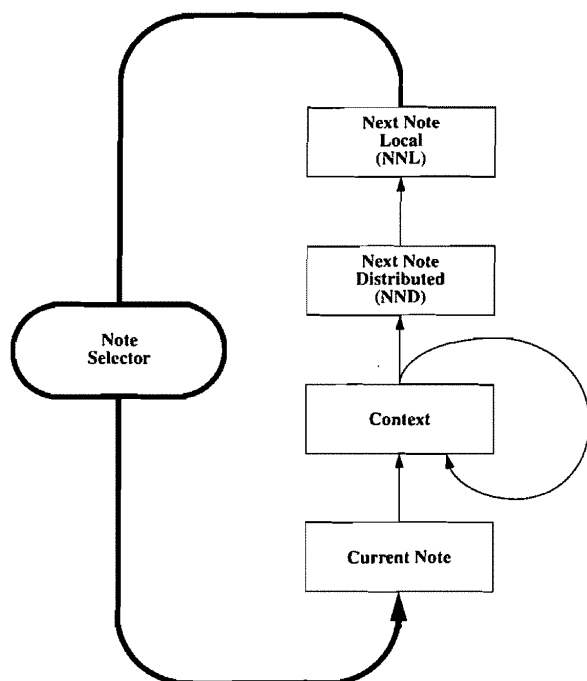 Next Note
Local
(NNL)
Next Note
Distributed
(NND)
Note
Selector
Context
Current Note